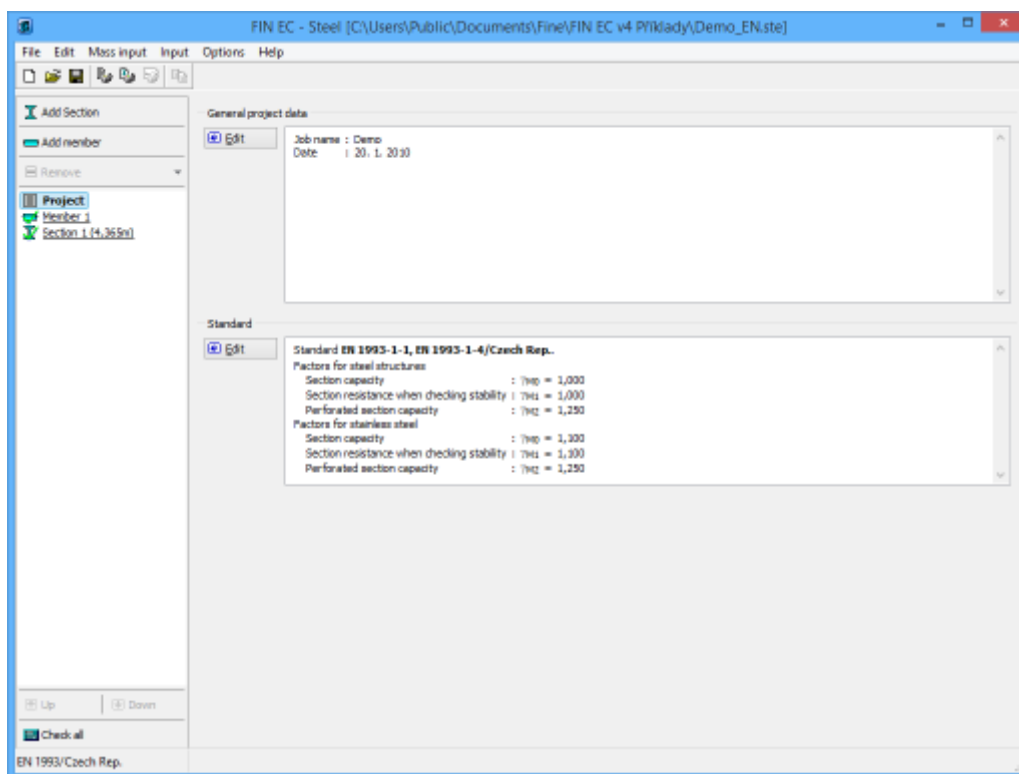 FIN EC - Steel [C:\Users\Public\Documents\Fine\FIN EC v4 Příklady\Demo_EN.ste]
File Edit Mass input Input Options Help
Add Section
Add member
Remove
Project
Member 1
Section 1 (4,365m)
General project data
Edit
Job name : Demo
Date : 20. 1. 2010
Standard
Edit
Standard EN 1993-1-1, EN 1993-1-4/Czech Rep..
Factors for steel structures
Section capacity : γM0 = 1,000
Section resistance when checking stability : γM1 = 1,000
Perforated section capacity : γM2 = 1,250
Factors for stainless steel
Section capacity : γM0 = 1,100
Section resistance when checking stability : γM1 = 1,100
Perforated section capacity : γM2 = 1,250
Up Down
Check all
EN 1993/Czech Rep.